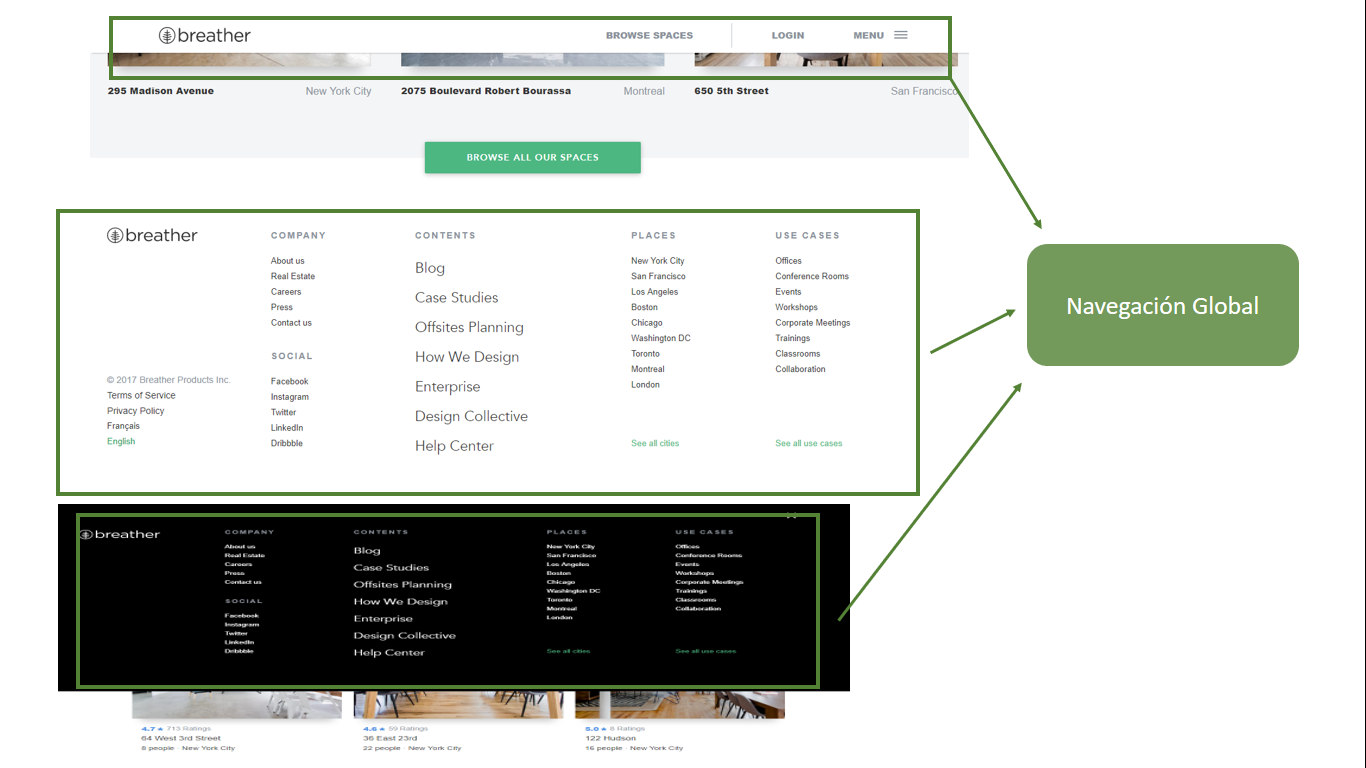 breather
BROWSE SPACES
LOGIN
MENU
295 Madison Avenue New York City
2075 Boulevard Robert Bourassa Montreal
650 5th Street San Francisco
BROWSE ALL OUR SPACES
breather
© 2017 Breather Products Inc.
Terms of Service
Privacy Policy
Français
English
COMPANY
About us
Real Estate
Careers
Press
Contact us
SOCIAL
Facebook
Instagram
Twitter
LinkedIn
Dribbble
CONTENTS
Blog
Case Studies
Offsites Planning
How We Design
Enterprise
Design Collective
Help Center
PLACES
New York City
San Francisco
Los Angeles
Boston
Chicago
Washington DC
Toronto
Montreal
London
See all cities
USE CASES
Offices
Conference Rooms
Events
Workshops
Corporate Meetings
Trainings
Classrooms
Collaboration
See all use cases
Navegación Global
breather
COMPANY
About us
Real Estate
Careers
Press
Contact us
SOCIAL
Facebook
Instagram
Twitter
LinkedIn
Dribbble
CONTENTS
Blog
Case Studies
Offsites Planning
How We Design
Enterprise
Design Collective
Help Center
PLACES
New York City
San Francisco
Los Angeles
Boston
Chicago
Washington DC
Toronto
Montreal
London
See all cities
USE CASES
Offices
Conference Rooms
Events
Workshops
Corporate Meetings
Trainings
Classrooms
Collaboration
See all use cases
4.7 ★ 713 Ratings
64 West 3rd Street
8 people · New York City
4.6 ★ 59 Ratings
36 East 23rd
22 people · New York City
5.0 ★ 8 Ratings
122 Hudson
16 people · New York City